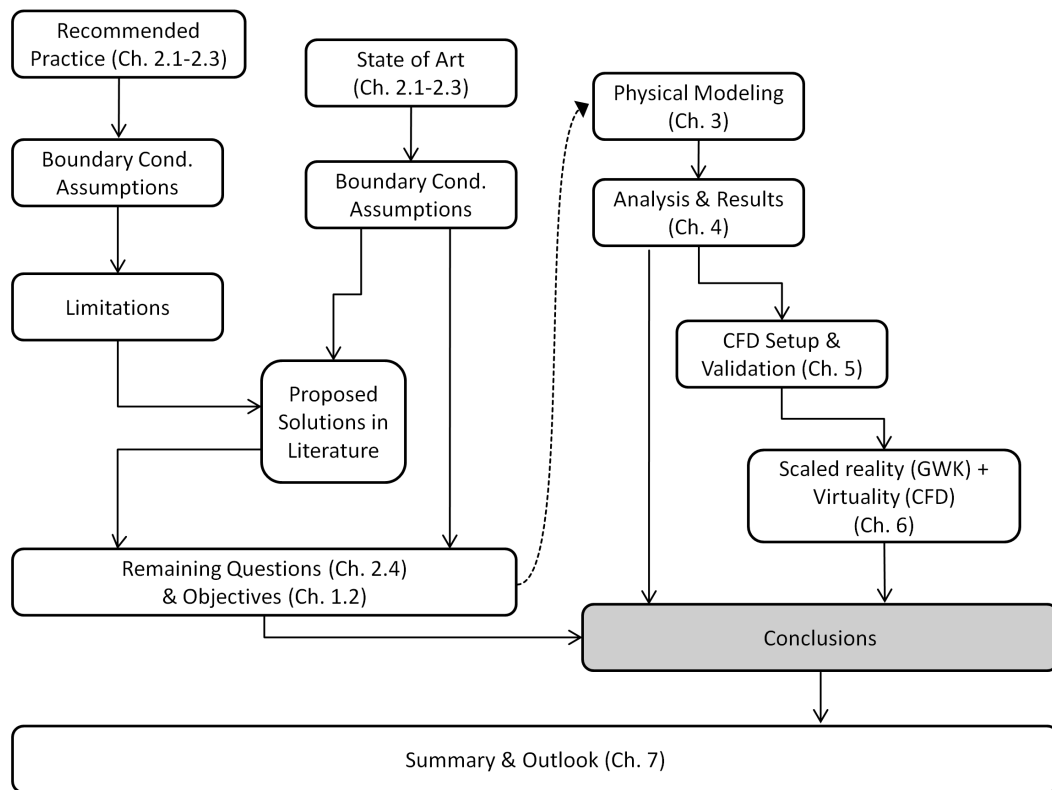 Recommended
Practice (Ch. 2.1-2.3)
Boundary Cond.
Assumptions
Limitations
State of Art
(Ch. 2.1-2.3)
Boundary Cond.
Assumptions
Proposed
Solutions in
Literature
Remaining Questions (Ch. 2.4)
& Objectives (Ch. 1.2)
Physical Modeling
(Ch. 3)
Analysis & Results
(Ch. 4)
CFD Setup &
Validation (Ch. 5)
Scaled reality (GWK) +
Virtuality (CFD)
(Ch. 6)
Conclusions
Summary & Outlook (Ch. 7)